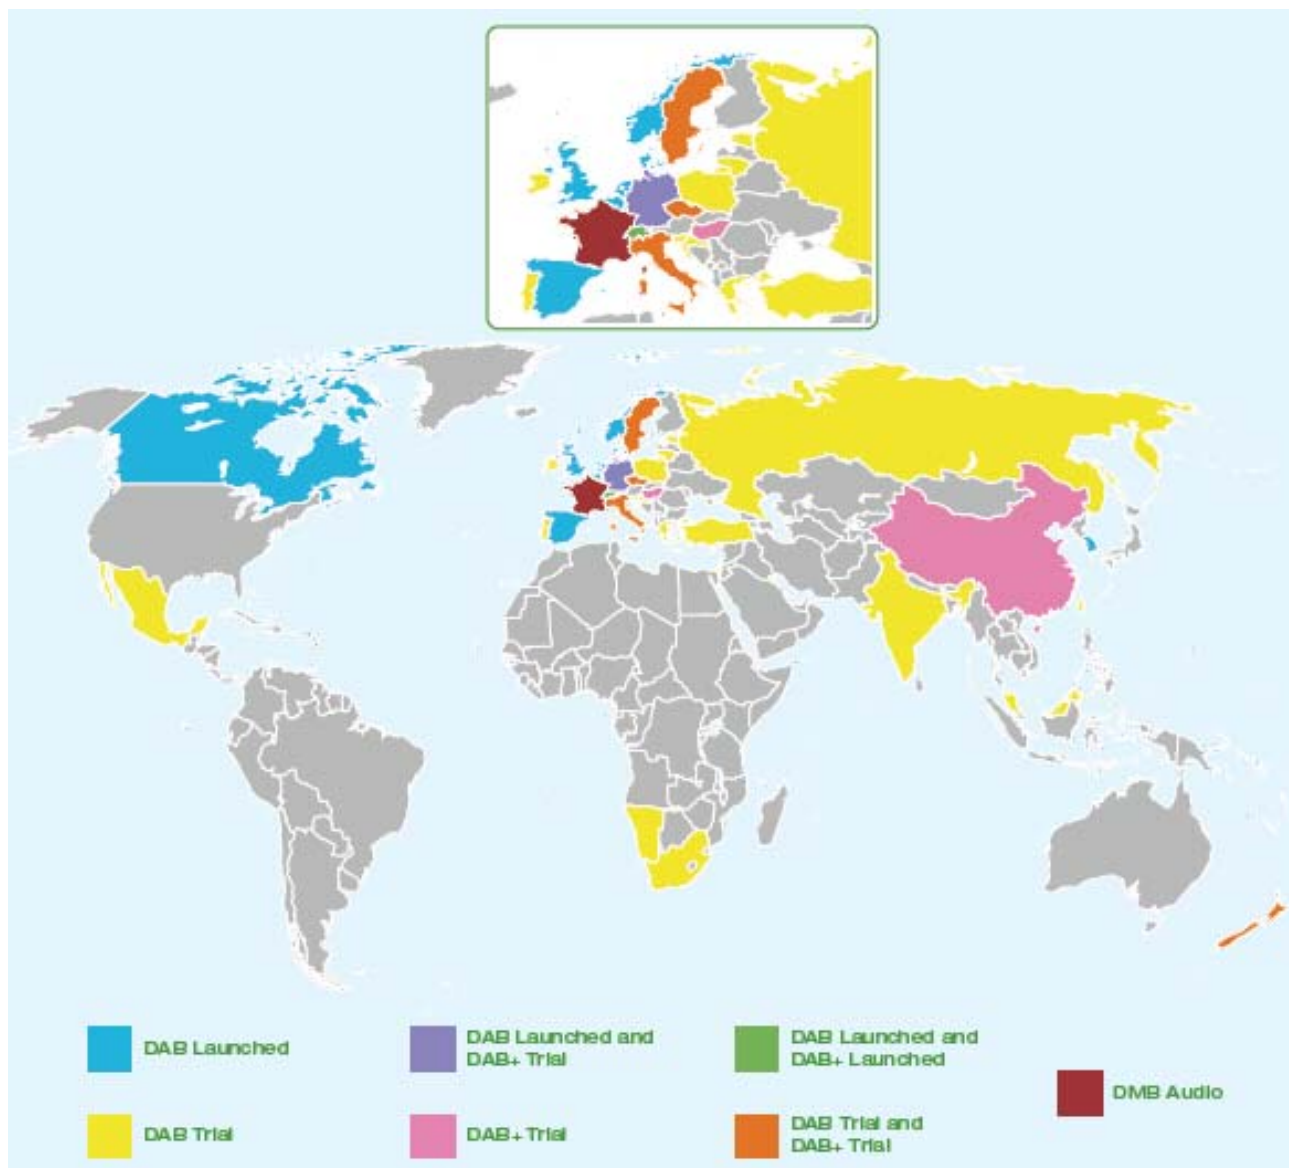 DAB Launched
DAB Launched and
DAB+ Trial
DAB Launched and
DAB+ Launched
DMB Audio
DAB Trial
DAB+ Trial
DAB Trial and
DAB+ Trial